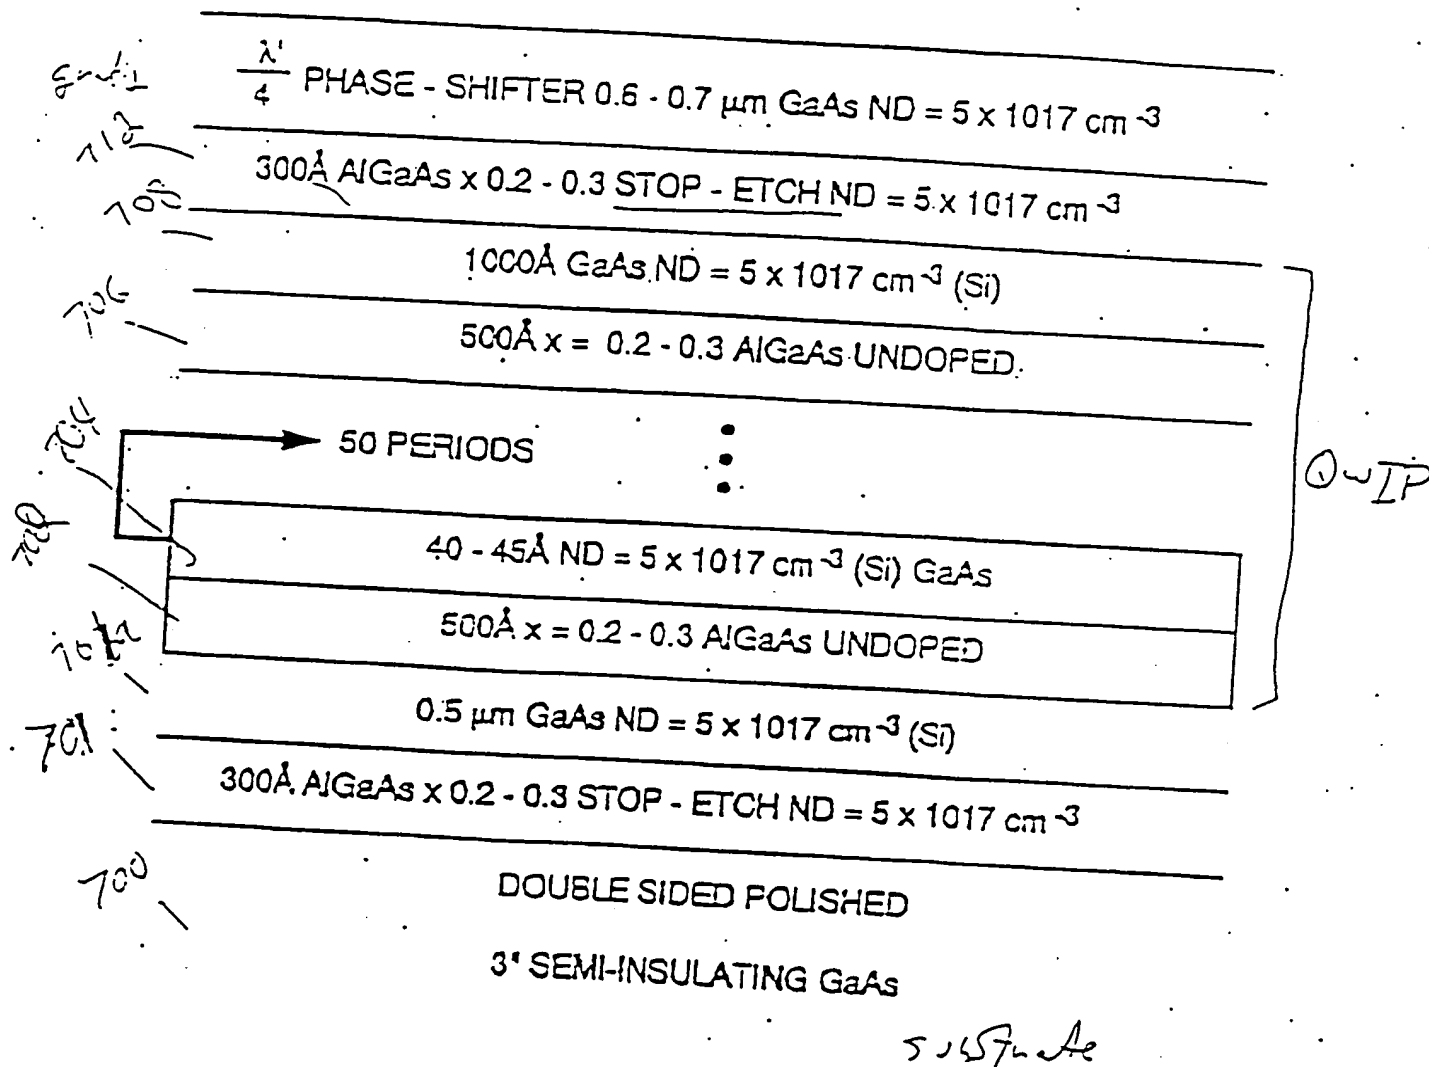 λ'
4
PHASE - SHIFTER 0.6 - 0.7 µm GaAs ND = 5 x 1017 cm -3
300Å AlGaAs x 0.2 - 0.3 STOP - ETCH ND = 5 x 1017 cm -3
708
1000Å GaAs ND = 5 x 1017 cm -3 (Si)
706
500Å x = 0.2 - 0.3 AlGaAs UNDOPED
704
50 PERIODS
QWIP
40 - 45Å ND = 5 x 1017 cm -3 (Si) GaAs
500Å x = 0.2 - 0.3 AlGaAs UNDOPED
0.5 µm GaAs ND = 5 x 1017 cm -3 (Si)
701
300Å AlGaAs x 0.2 - 0.3 STOP - ETCH ND = 5 x 1017 cm -3
700
DOUBLE SIDED POLISHED
3" SEMI-INSULATING GaAs
substrate